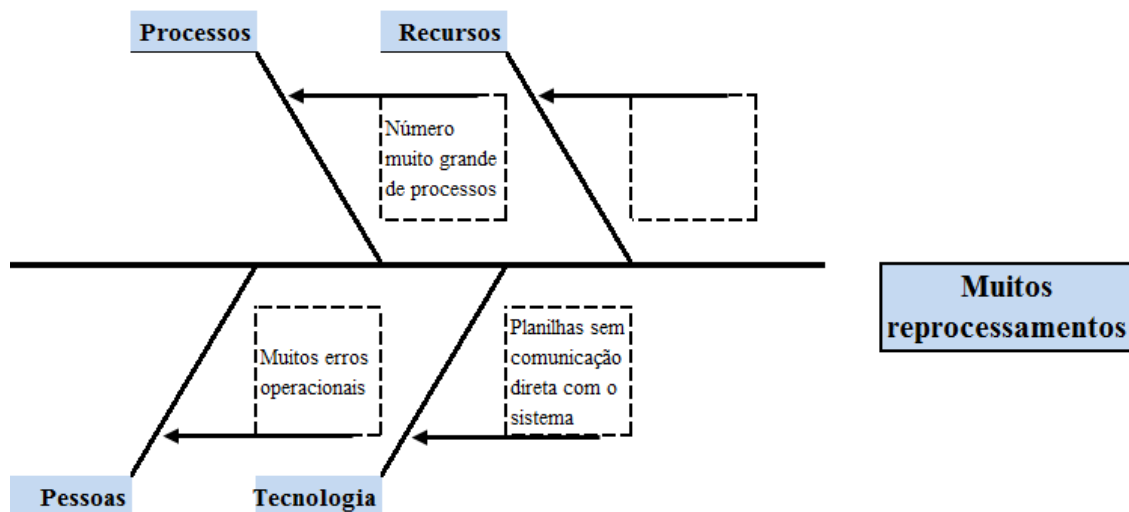 Processos
Recursos
Número
muito grande
de processos
Muitos
reprocessamentos
Muitos erros
operacionais
Planilhas sem
comunicação
direta com o
sistema
Pessoas
Tecnologia